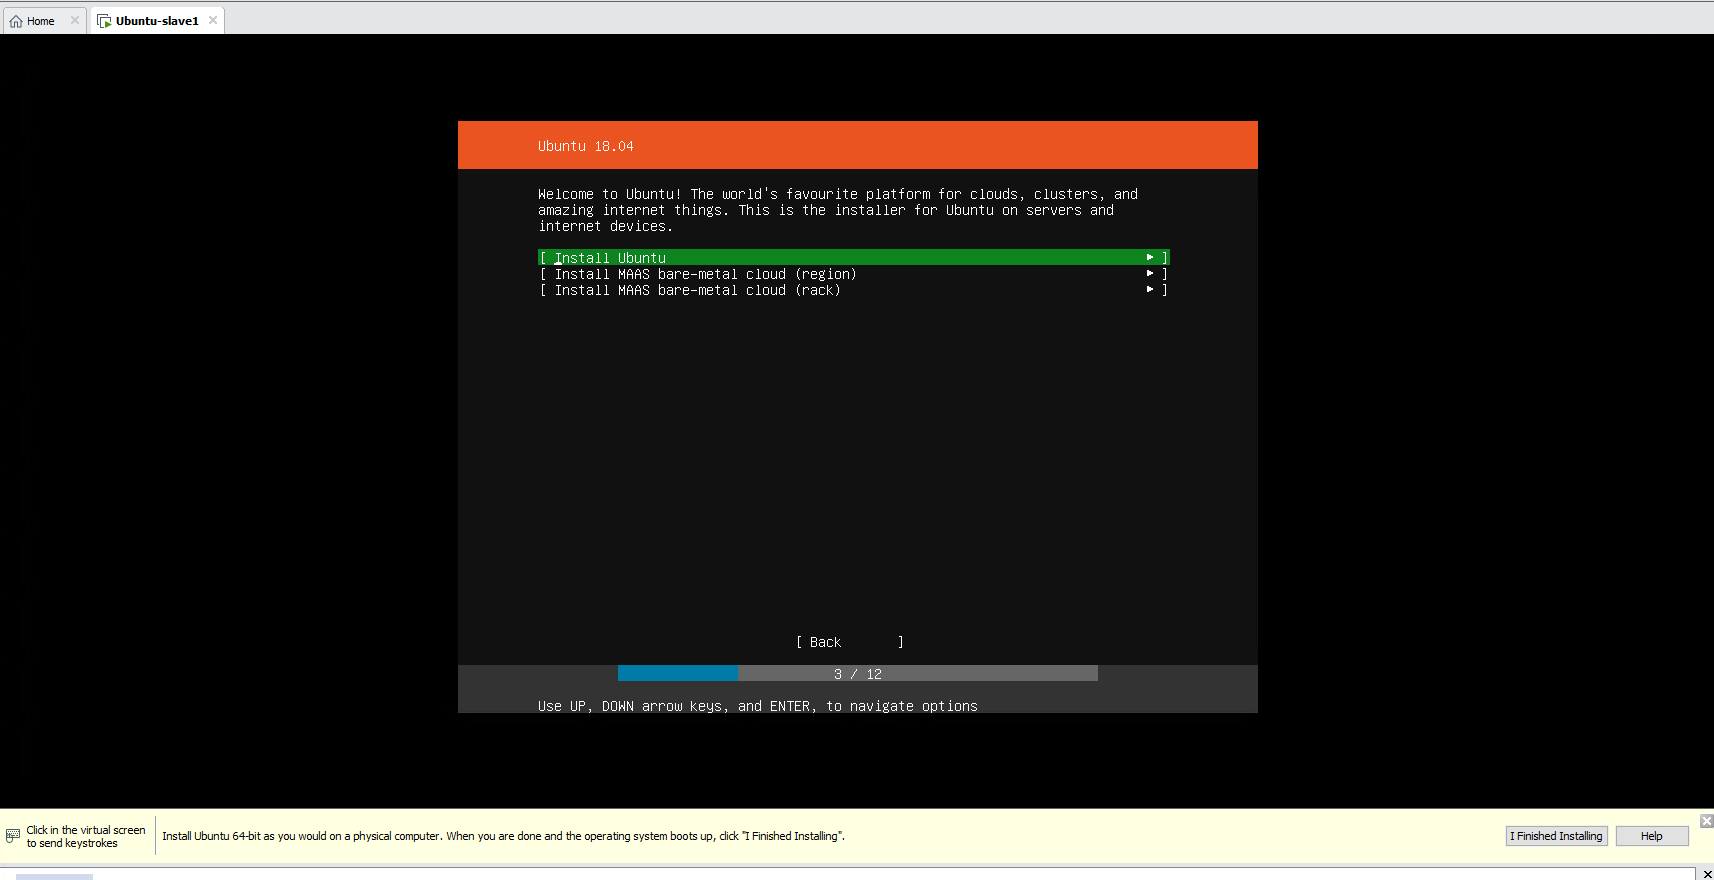 Home
Ubuntu-slave1
Ubuntu 18.04
Welcome to Ubuntu! The world's favourite platform for clouds, clusters, and
amazing internet things. This is the installer for Ubuntu on servers and
internet devices.
[ Install Ubuntu ► ]
[ Install MAAS bare-metal cloud (region) ► ]
[ Install MAAS bare-metal cloud (rack) ► ]
[ Back ]
3 / 12
Use UP, DOWN arrow keys, and ENTER, to navigate options
Click in the virtual screen
to send keystrokes
Install Ubuntu 64-bit as you would on a physical computer. When you are done and the operating system boots up, click "I Finished Installing".
I Finished Installing
Help